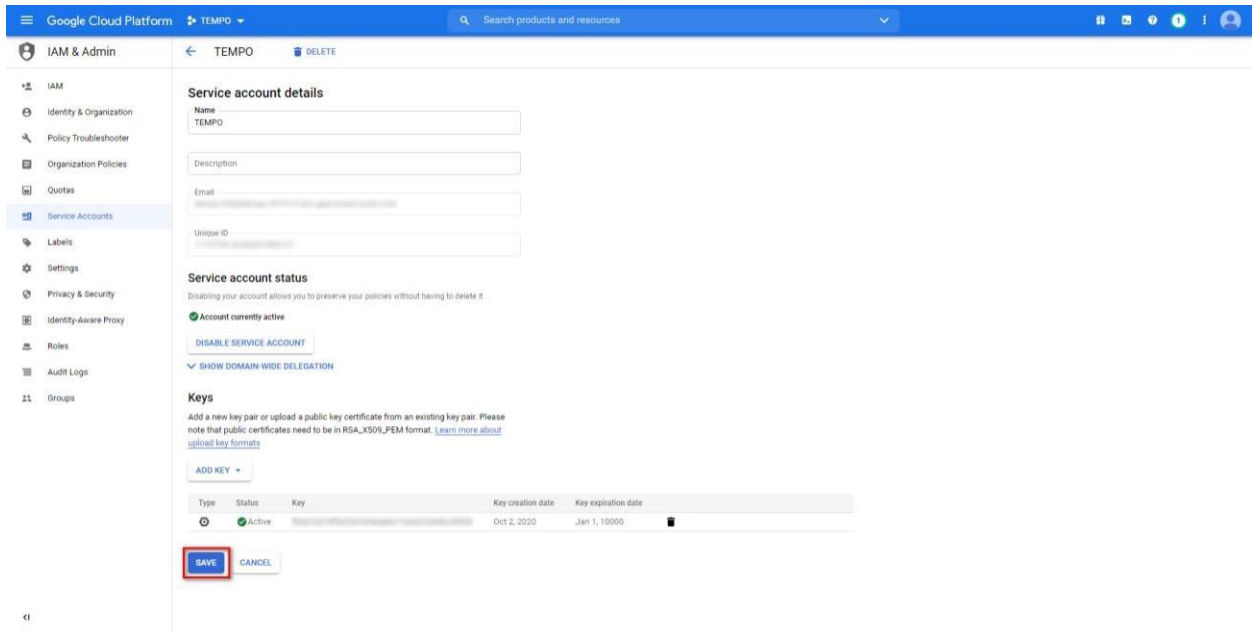 Google Cloud Platform TEMPO Search products and resources 1
IAM & Admin TEMPO DELETE
IAM
Identity & Organization
Policy Troubleshooter
Organization Policies
Quotas
Service Accounts
Labels
Settings
Privacy & Security
Identity-Aware Proxy
Roles
Audit Logs
Groups
Service account details
Name
TEMPO
Description
Email
Unique ID
Service account status
Disabling your account allows you to preserve your policies without having to delete it.
Account currently active
DISABLE SERVICE ACCOUNT
SHOW DOMAIN-WIDE DELEGATION
Keys
Add a new key pair or upload a public key certificate from an existing key pair. Please
note that public certificates need to be in RSA_X509_PEM format. Learn more about
upload key formats
ADD KEY
Type Status Key Key creation date Key expiration date
Active Oct 2, 2020 Jan 1, 10000
SAVE CANCEL